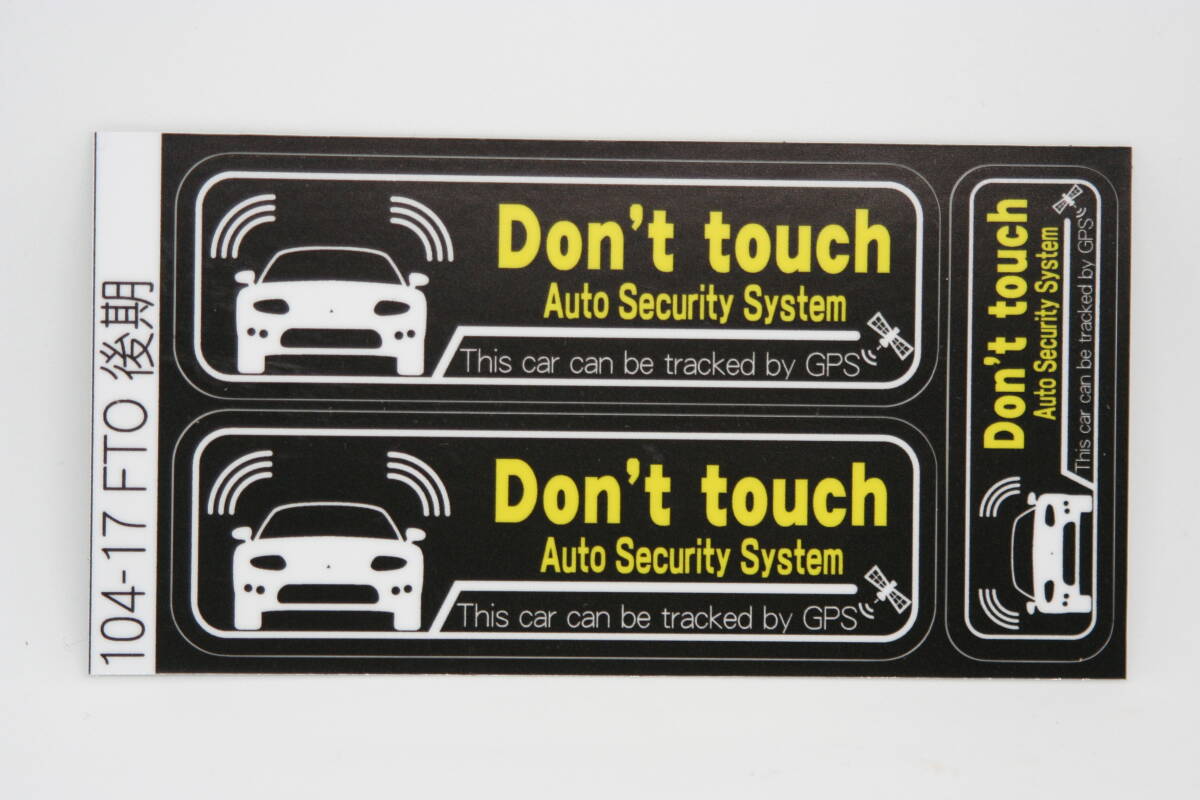 104-17 FTO 後期
Don't touch
Auto Security System
This car can be tracked by GPS
Don't touch
Auto Security System
This car can be tracked by GPS
Don't touch
Auto Security System
This car can be tracked by GPS